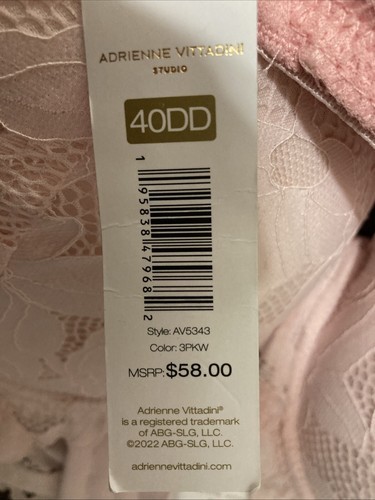 ADRIENNE VITTADINI
STUDIO
40DD
1 95838 47968 2
Style: AV5343
Color: 3PKW
MSRP: $58.00
Adrienne Vittadini®
is a registered trademark
of ABG-SLG, LLC.
©2022 ABG-SLG, LLC.
adriennevittadini.com